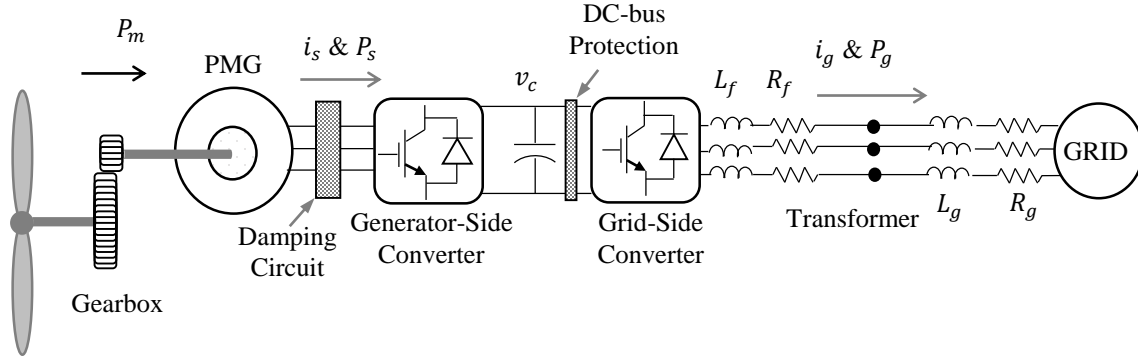 P_m
PMG
i_s & P_s
DC-bus
Protection
v_c
L_f
R_f
i_g & P_g
GRID
Generator-Side
Converter
Grid-Side
Converter
Transformer
L_g
R_g
Damping
Circuit
Gearbox